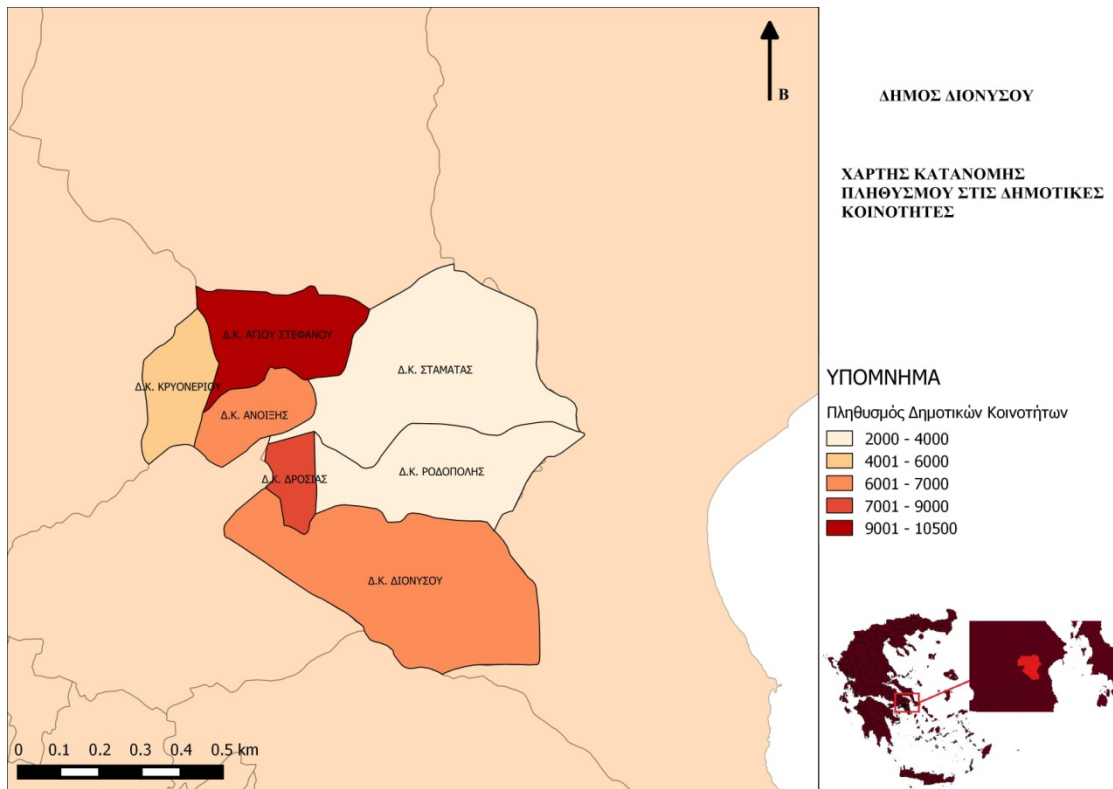 B
ΔΗΜΟΣ ΔΙΟΝΥΣΟΥ
ΧΑΡΤΗΣ ΚΑΤΑΝΟΜΗΣ
ΠΛΗΘΥΣΜΟΥ ΣΤΙΣ ΔΗΜΟΤΙΚΕΣ
ΚΟΙΝΟΤΗΤΕΣ
Δ.Κ. ΑΓΙΟΥ ΣΤΕΦΑΝΟΥ
Δ.Κ. ΣΤΑΜΑΤΑΣ
Δ.Κ. ΚΡΥΟΝΕΡΙΟΥ
Δ.Κ. ΑΝΟΙΞΗΣ
Δ.Κ. ΡΟΔΟΠΟΛΗΣ
Δ.Κ. ΔΡΟΣΙΑΣ
Δ.Κ. ΔΙΟΝΥΣΟΥ
ΥΠΟΜΝΗΜΑ
Πληθυσμός Δημοτικών Κοινοτήτων
2000 - 4000
4001 - 6000
6001 - 7000
7001 - 9000
9001 - 10500
0 0.1 0.2 0.3 0.4 0.5 km